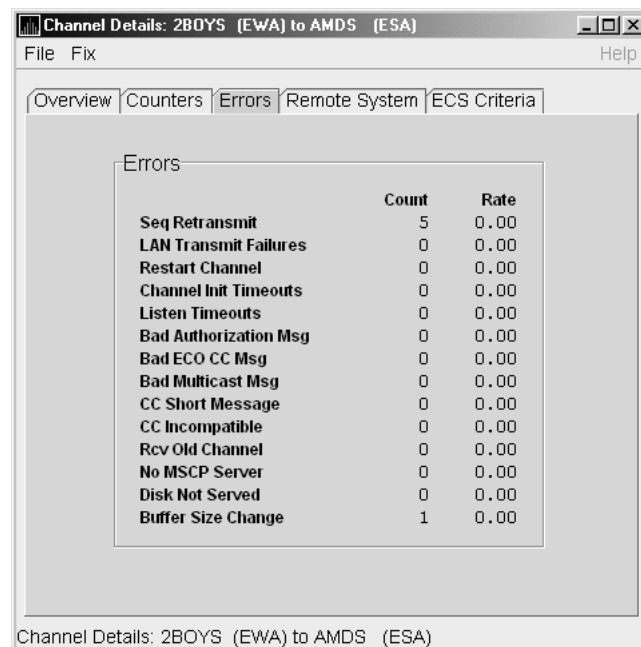 Channel Details: 2BOYS (EWA) to AMDS (ESA)
File Fix Help
Overview Counters Errors Remote System ECS Criteria
Errors
Count Rate
Seq Retransmit 5 0.00
LAN Transmit Failures 0 0.00
Restart Channel 0 0.00
Channel Init Timeouts 0 0.00
Listen Timeouts 0 0.00
Bad Authorization Msg 0 0.00
Bad ECO CC Msg 0 0.00
Bad Multicast Msg 0 0.00
CC Short Message 0 0.00
CC Incompatible 0 0.00
Rcv Old Channel 0 0.00
No MSCP Server 0 0.00
Disk Not Served 0 0.00
Buffer Size Change 1 0.00
Channel Details: 2BOYS (EWA) to AMDS (ESA)